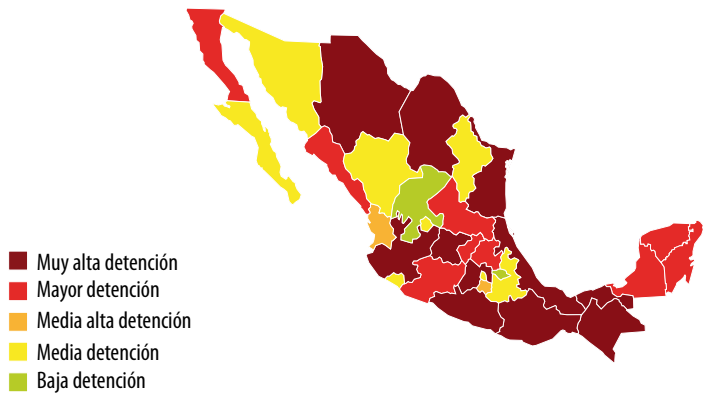 Muy alta detención
Mayor detención
Media alta detención
Media detención
Baja detención